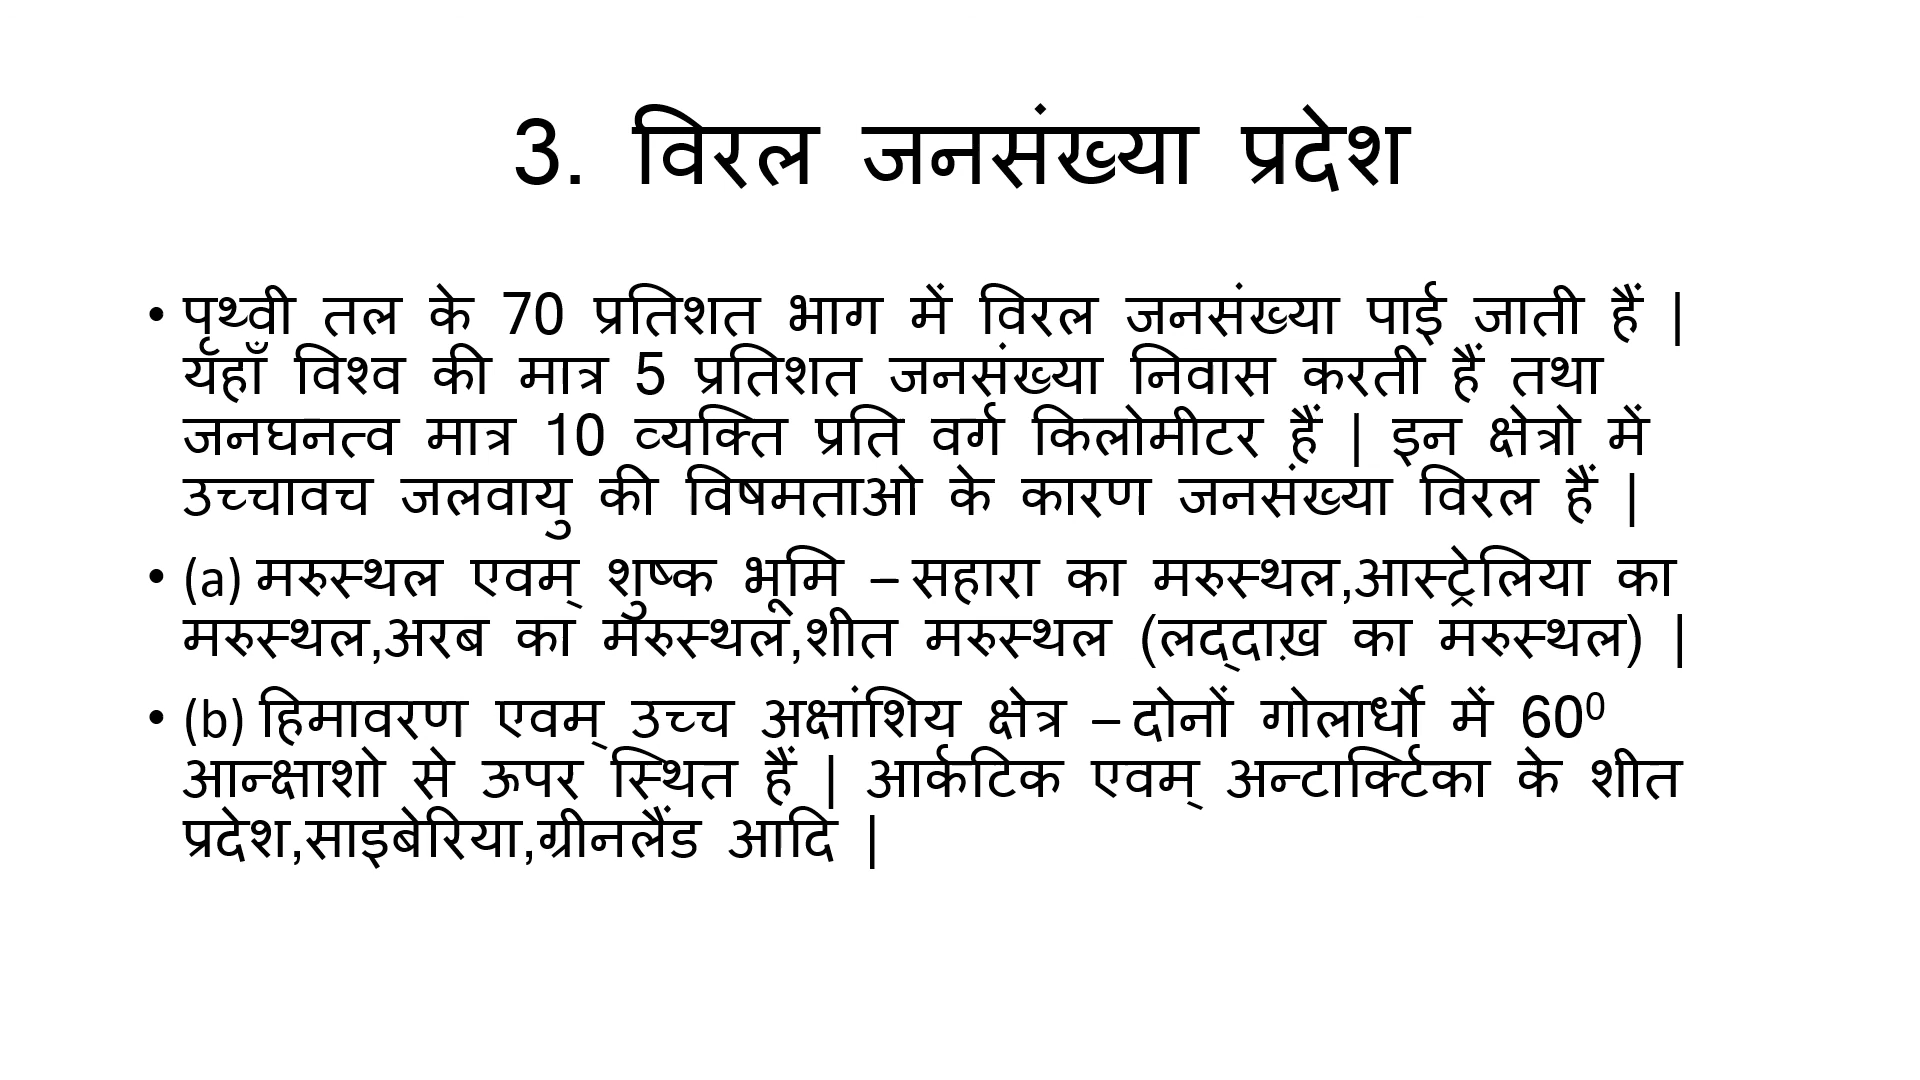 3. विरल जनसंख्या प्रदेश
• पृथ्वी तल के 70 प्रतिशत भाग में विरल जनसंख्या पाई जाती हैं |
यहाँ विश्व की मात्र 5 प्रतिशत जनसंख्या निवास करती हैं तथा
जनघनत्व मात्र 10 व्यक्ति प्रति वर्ग किलोमीटर हैं | इन क्षेत्रो में
उच्चावच जलवायु की विषमताओ के कारण जनसंख्या विरल हैं |
• (a) मरुस्थल एवम् शुष्क भूमि – सहारा का मरुस्थल,आस्ट्रेलिया का
मरुस्थल,अरब का मरुस्थल,शीत मरुस्थल (लद्दाख़ का मरुस्थल) |
• (b) हिमावरण एवम् उच्च अक्षांशिय क्षेत्र – दोनों गोलार्धो में 60⁰
आन्क्षाशो से ऊपर स्थित हैं | आर्कटिक एवम् अन्टार्क्टिका के शीत
प्रदेश,साइबेरिया,ग्रीनलैंड आदि |